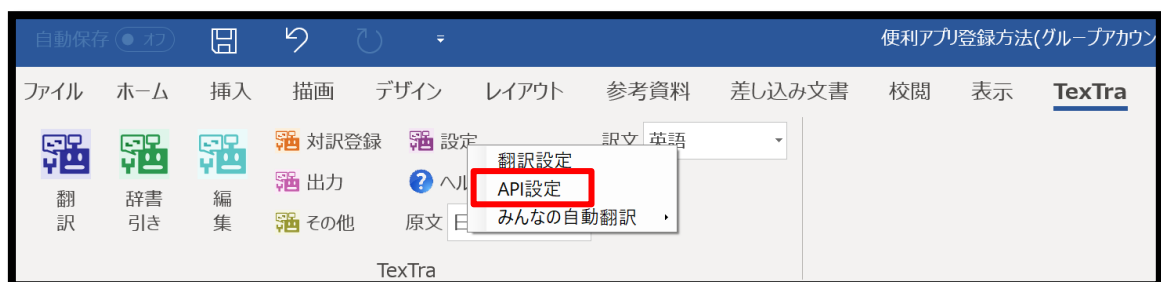 自動保存 オフ 便利アプリ登録方法(グループアカウン
ファイル ホーム 挿入 描画 デザイン レイアウト 参考資料 差し込み文書 校閲 表示 TexTra
対訳登録 設定 訳文 英語
翻訳設定
出力 API設定
みんなの自動翻訳
翻訳 辞書引き 編集 その他 原文
TexTra